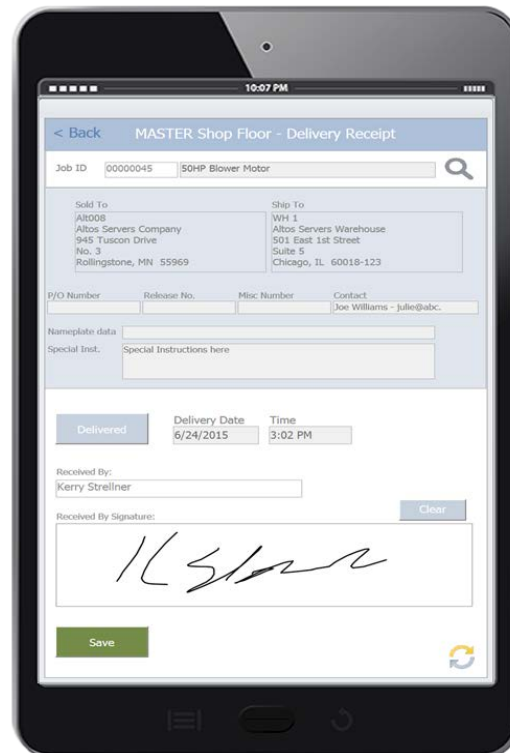 10:07 PM
< Back MASTER Shop Floor - Delivery Receipt
Job ID 00000045 50HP Blower Motor
Sold To Ship To
Alt008 WH 1
Altos Servers Company Altos Servers Warehouse
945 Tuscon Drive 501 East 1st Street
No. 3 Suite 5
Rollingstone, MN 55969 Chicago, IL 60018-123
P/O Number Release No. Misc Number Contact
Joe Williams - julie@abc.
Nameplate data
Special Inst. Special Instructions here
Delivered Delivery Date Time
6/24/2015 3:02 PM
Received By:
Kerry Strellner
Clear
Received By Signature:
Save